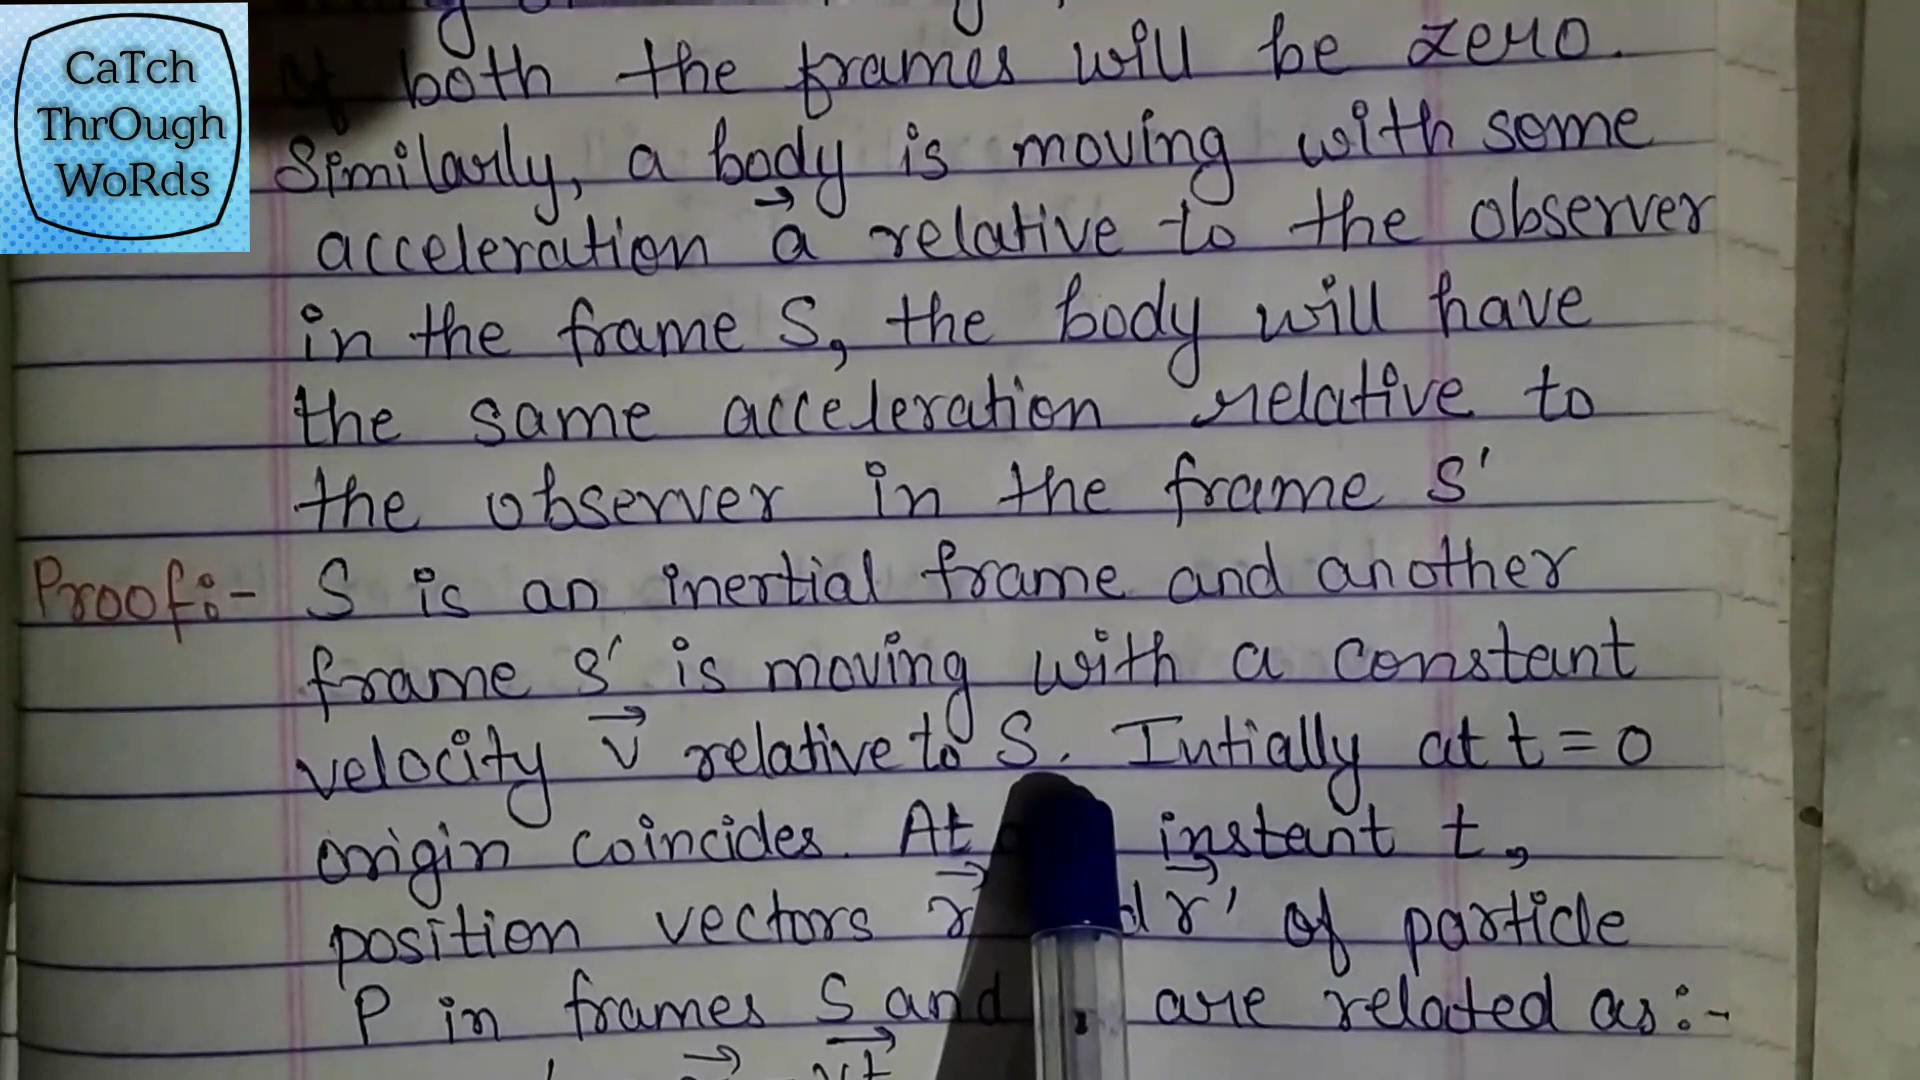 CaTch
ThrOugh
WoRds
of both the frames will be zero.
Similarly, a body is moving with some
acceleration a⃗ relative to the observer
in the frame S, the body will have
the same acceleration relative to
the observer in the frame S'
Proof:- S is an inertial frame and another
frame S' is moving with a constant
velocity v⃗ relative to S. Intially at t = 0
origin coincides. At instant t,
position vectors r⃗ d r⃗' of particle
P in frames S and are related as:-
vt